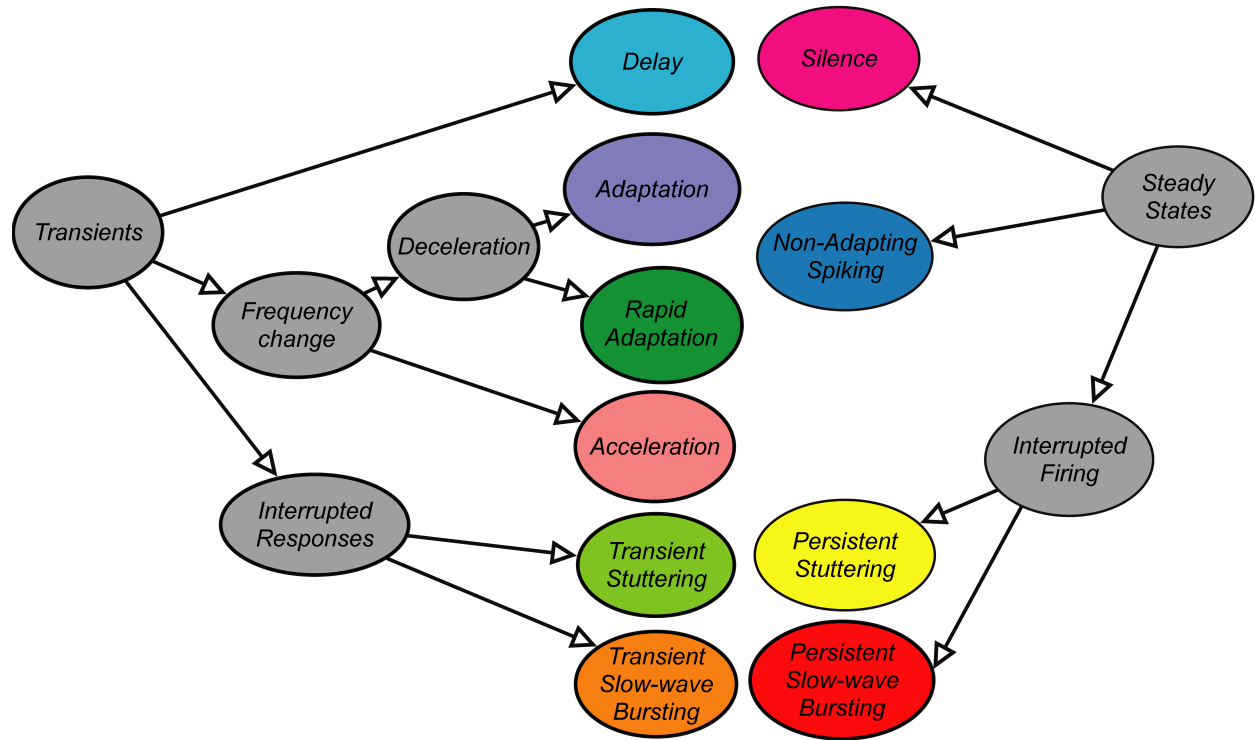 Delay
Silence
Transients
Adaptation
Deceleration
Steady
States
Non-Adapting
Spiking
Frequency
change
Rapid
Adaptation
Acceleration
Interrupted
Firing
Interrupted
Responses
Transient
Stuttering
Persistent
Stuttering
Transient
Slow-wave
Bursting
Persistent
Slow-wave
Bursting